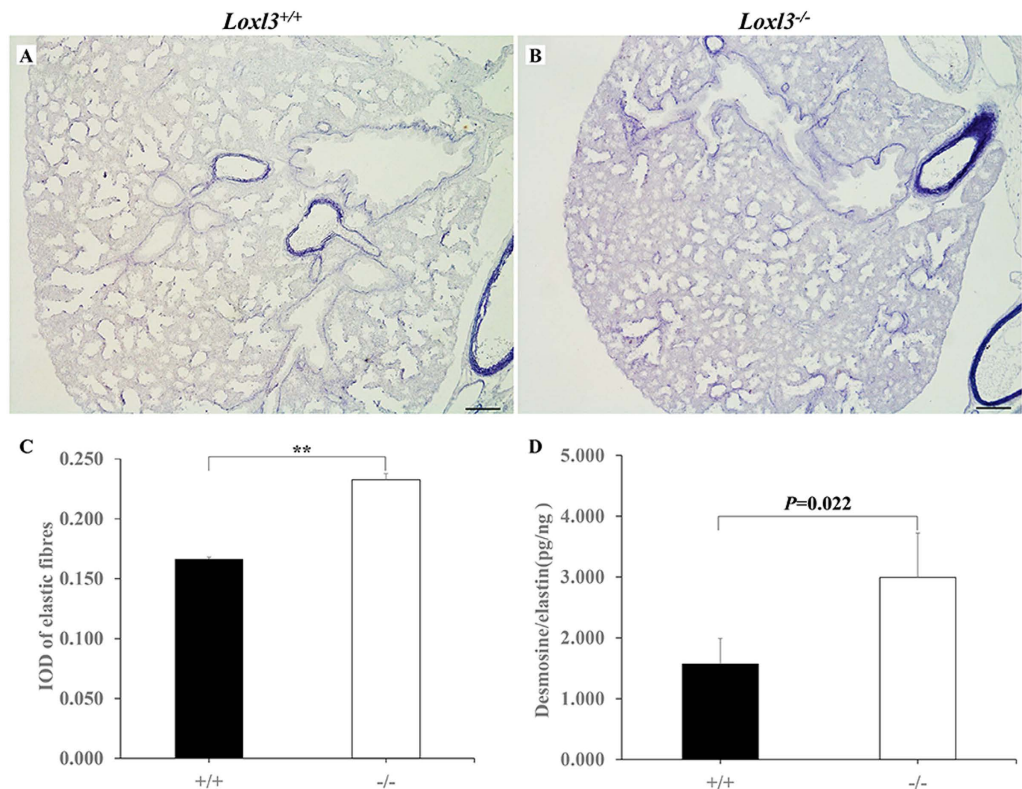 Loxl3+/+
Loxl3-/-
A
B
C
D
IOD of elastic fibres
0.250
0.200
0.150
0.100
0.050
0.000
**
+/+
-/-
Desmosine/elastin(pg/ng )
5.000
4.000
3.000
2.000
1.000
0.000
P=0.022
+/+
-/-